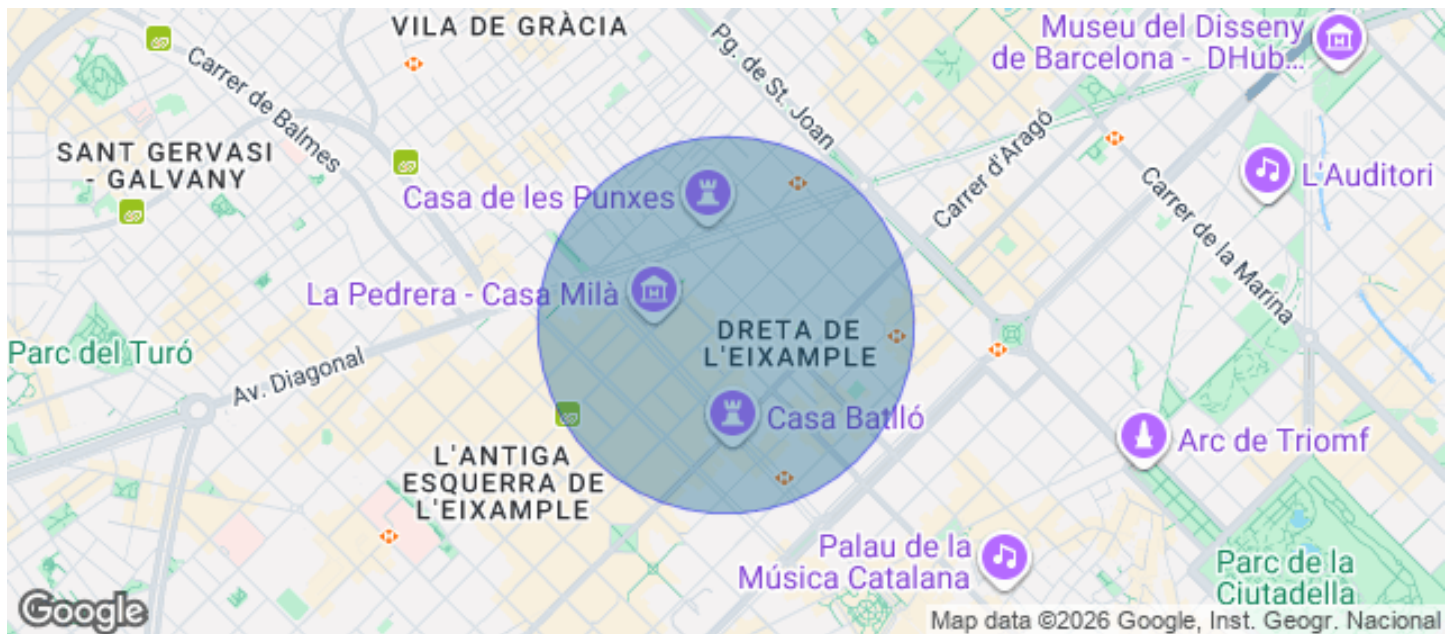 VILA DE GRÀCIA
Museu del Disseny
de Barcelona - DHub...
Pg. de St. Joan
Carrer de Balmes
Carrer d'Aragó
SANT GERVASI
- GALVANY
Casa de les Punxes
L'Auditori
Carrer de la Marina
La Pedrera - Casa Milà
DRETA DE
L'EIXAMPLE
Parc del Turó
Av. Diagonal
Casa Batlló
Arc de Triomf
L'ANTIGA
ESQUERRA DE
L'EIXAMPLE
Palau de la
Música Catalana
Parc de la
Ciutadella
Google
Map data ©2026 Google, Inst. Geogr. Nacional